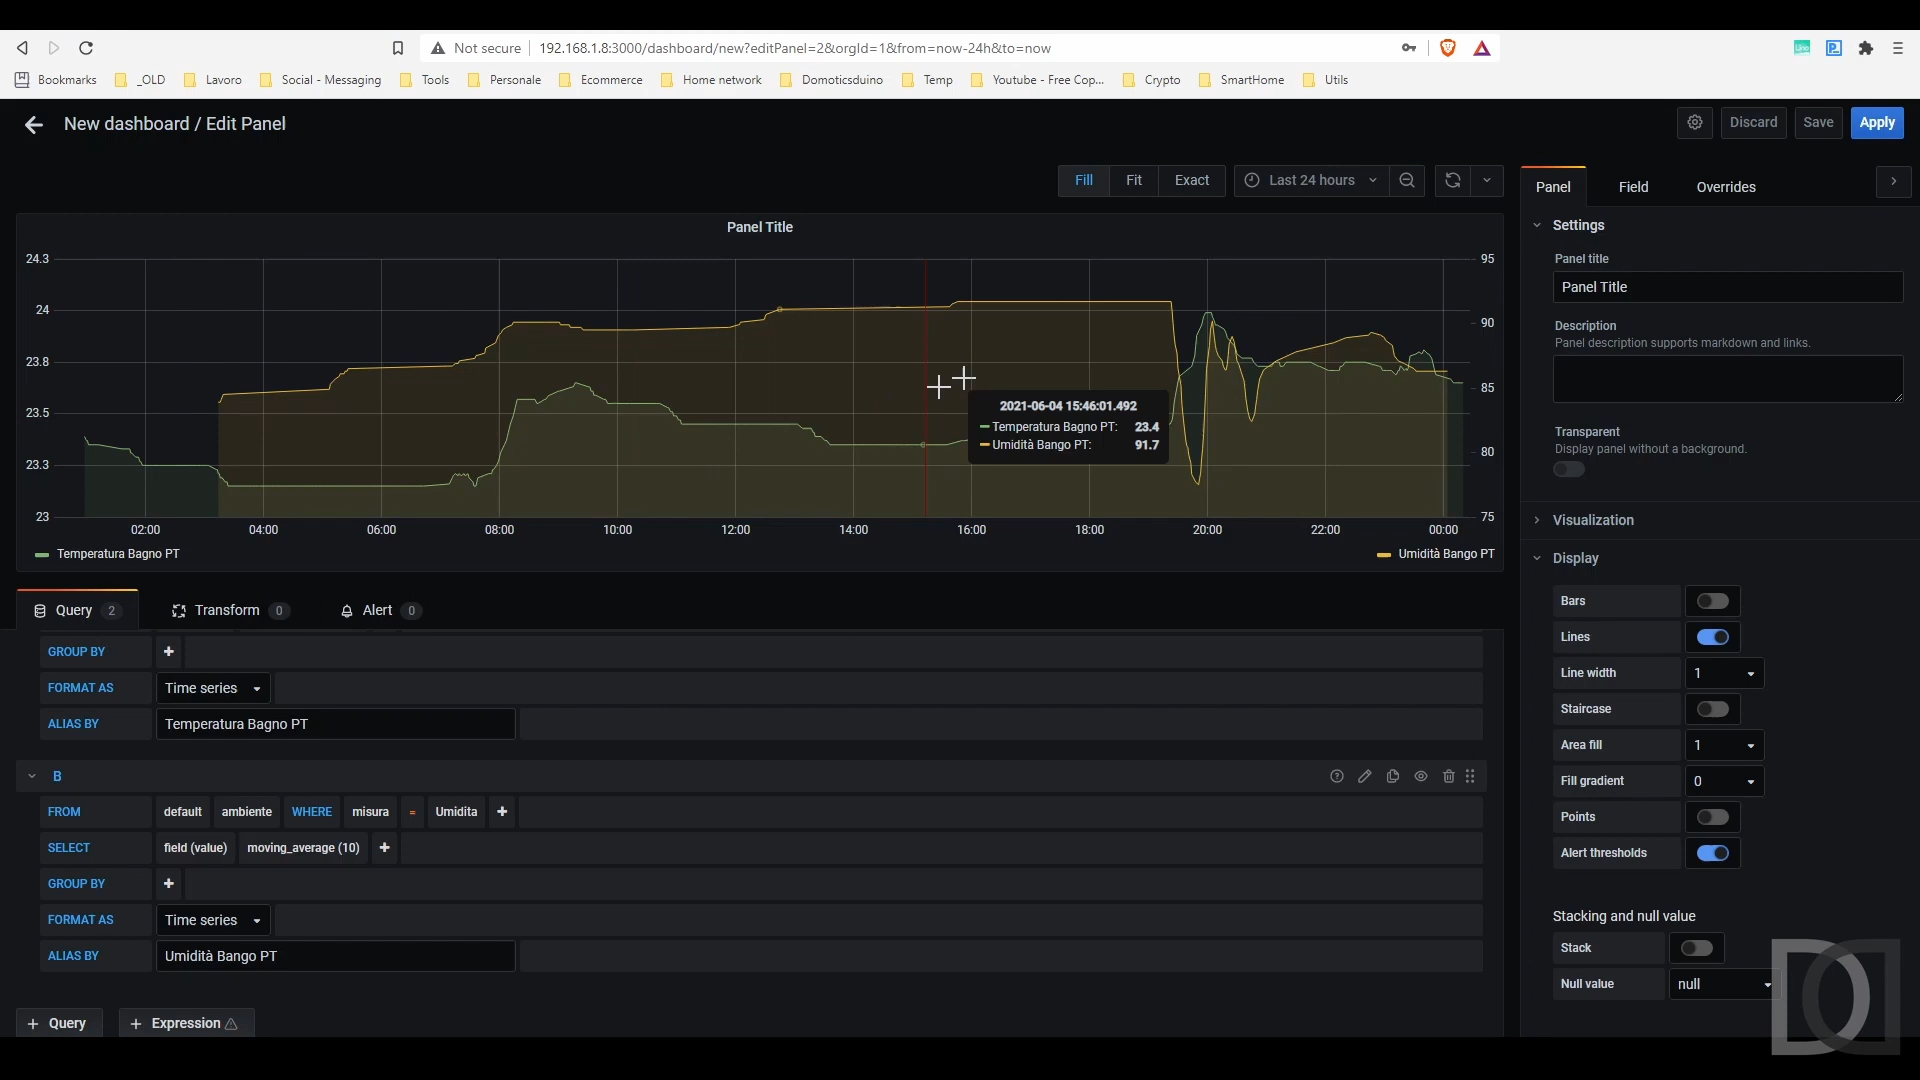 Not secure
192.168.1.8:3000/dashboard/new?editPanel=2&orgId=1&from=now-24h&to=now
Bookmarks _OLD Lavoro Social - Messaging Tools Personale Ecommerce Home network Domoticsduino Temp Youtube - Free Cop... Crypto SmartHome Utils
New dashboard / Edit Panel
Discard Save Apply
Fill Fit Exact Last 24 hours
Panel Field Overrides
Panel Title
24.3
24
23.8
23.5
23.3
23
95
90
85
80
75
2021-06-04 15:46:01.492
Temperatura Bagno PT: 23.4
Umidità Bango PT: 91.7
02:00 04:00 06:00 08:00 10:00 12:00 14:00 16:00 18:00 20:00 22:00 00:00
Temperatura Bagno PT
Umidità Bango PT
Query 2 Transform 0 Alert 0
GROUP BY +
FORMAT AS Time series
ALIAS BY Temperatura Bagno PT
B
FROM default ambiente WHERE misura = Umidita +
SELECT field (value) moving_average (10) +
GROUP BY +
FORMAT AS Time series
ALIAS BY Umidità Bango PT
+ Query + Expression
Settings
Panel title
Panel Title
Description
Panel description supports markdown and links.
Transparent
Display panel without a background.
Visualization
Display
Bars
Lines
Line width 1
Staircase
Area fill 1
Fill gradient 0
Points
Alert thresholds
Stacking and null value
Stack
Null value null